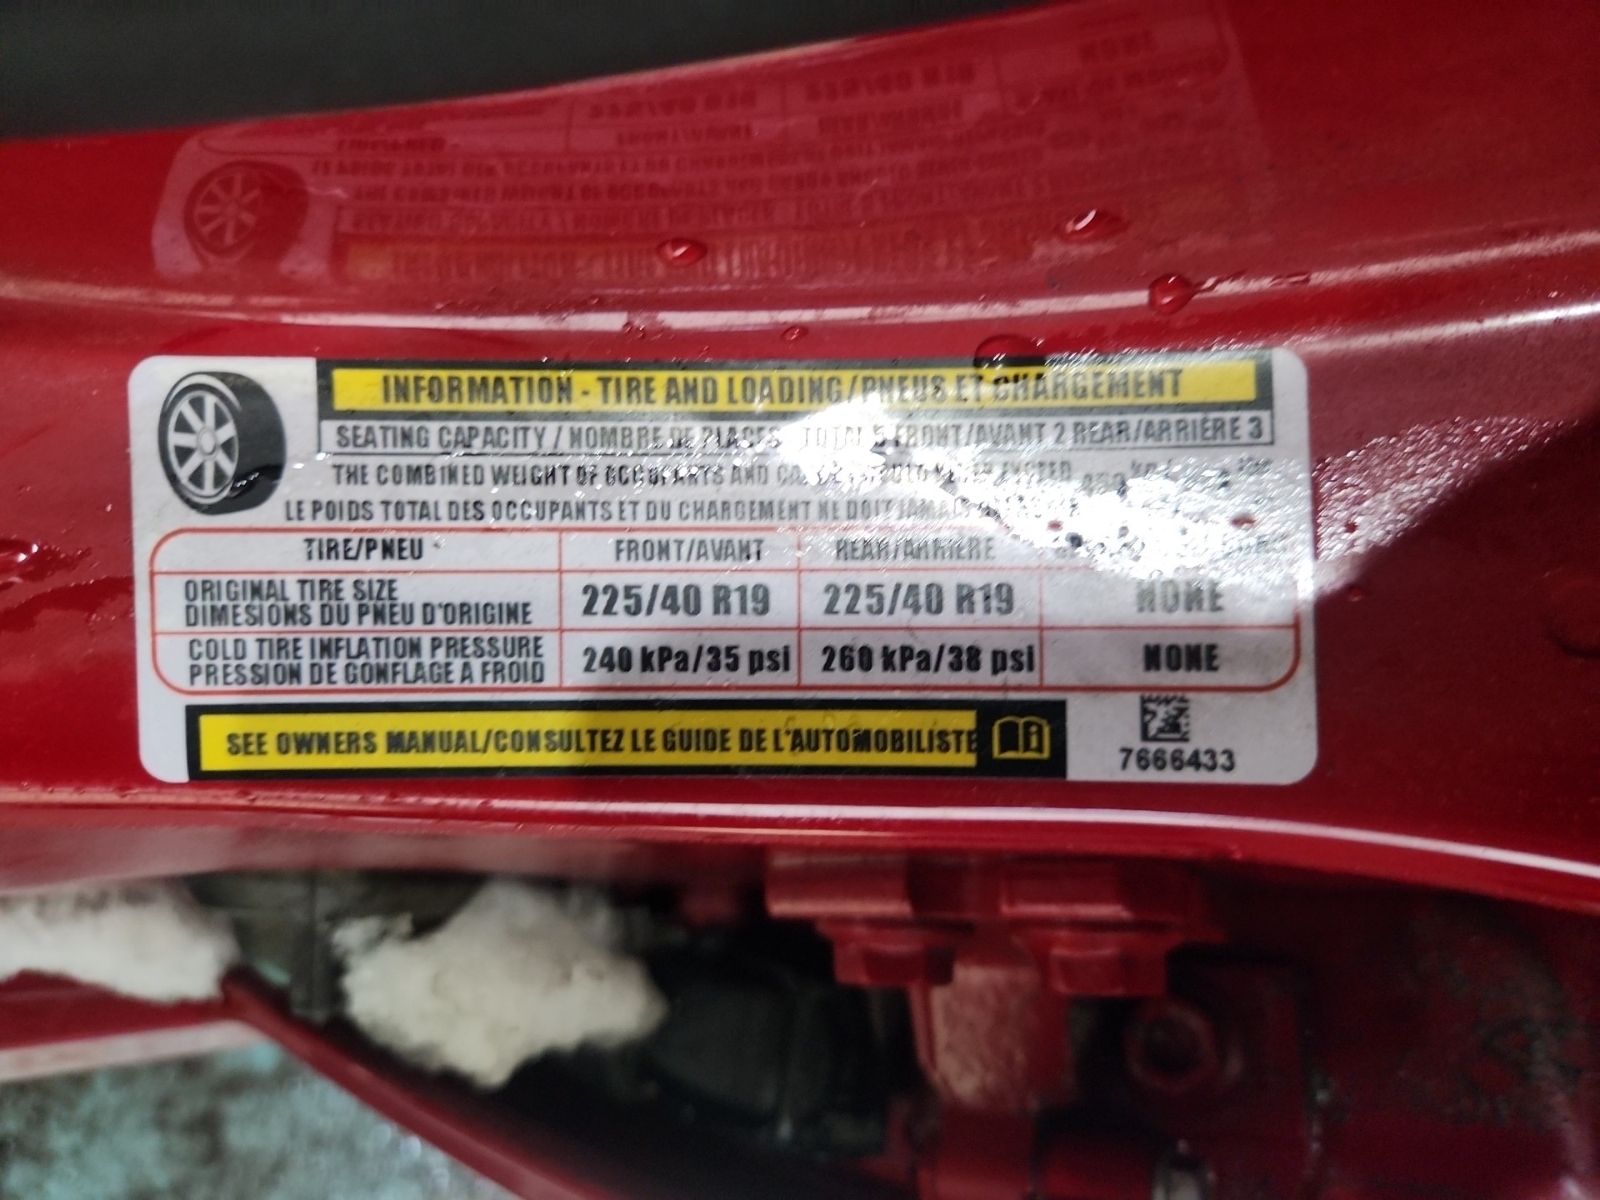 INFORMATION - TIRE AND LOADING/PNEUS ET CHARGEMENT
SEATING CAPACITY / NOMBRE DE PLACES TOTAL 5 FRONT/AVANT 2 REAR/ARRIÈRE 3
THE COMBINED WEIGHT OF OCCUPANTS AND
LE POIDS TOTAL DES OCCUPANTS ET DU CHARGEMENT NE DOIT JAMAIS
TIRE/PNEU FRONT/AVANT REAR/ARRIÈRE
ORIGINAL TIRE SIZE
DIMESIONS DU PNEU D'ORIGINE
225/40 R19 225/40 R19 NONE
COLD TIRE INFLATION PRESSURE
PRESSION DE GONFLAGE A FROID
240 kPa/35 psi 260 kPa/38 psi NONE
SEE OWNERS MANUAL/CONSULTEZ LE GUIDE DE L'AUTOMOBILISTE
7666433